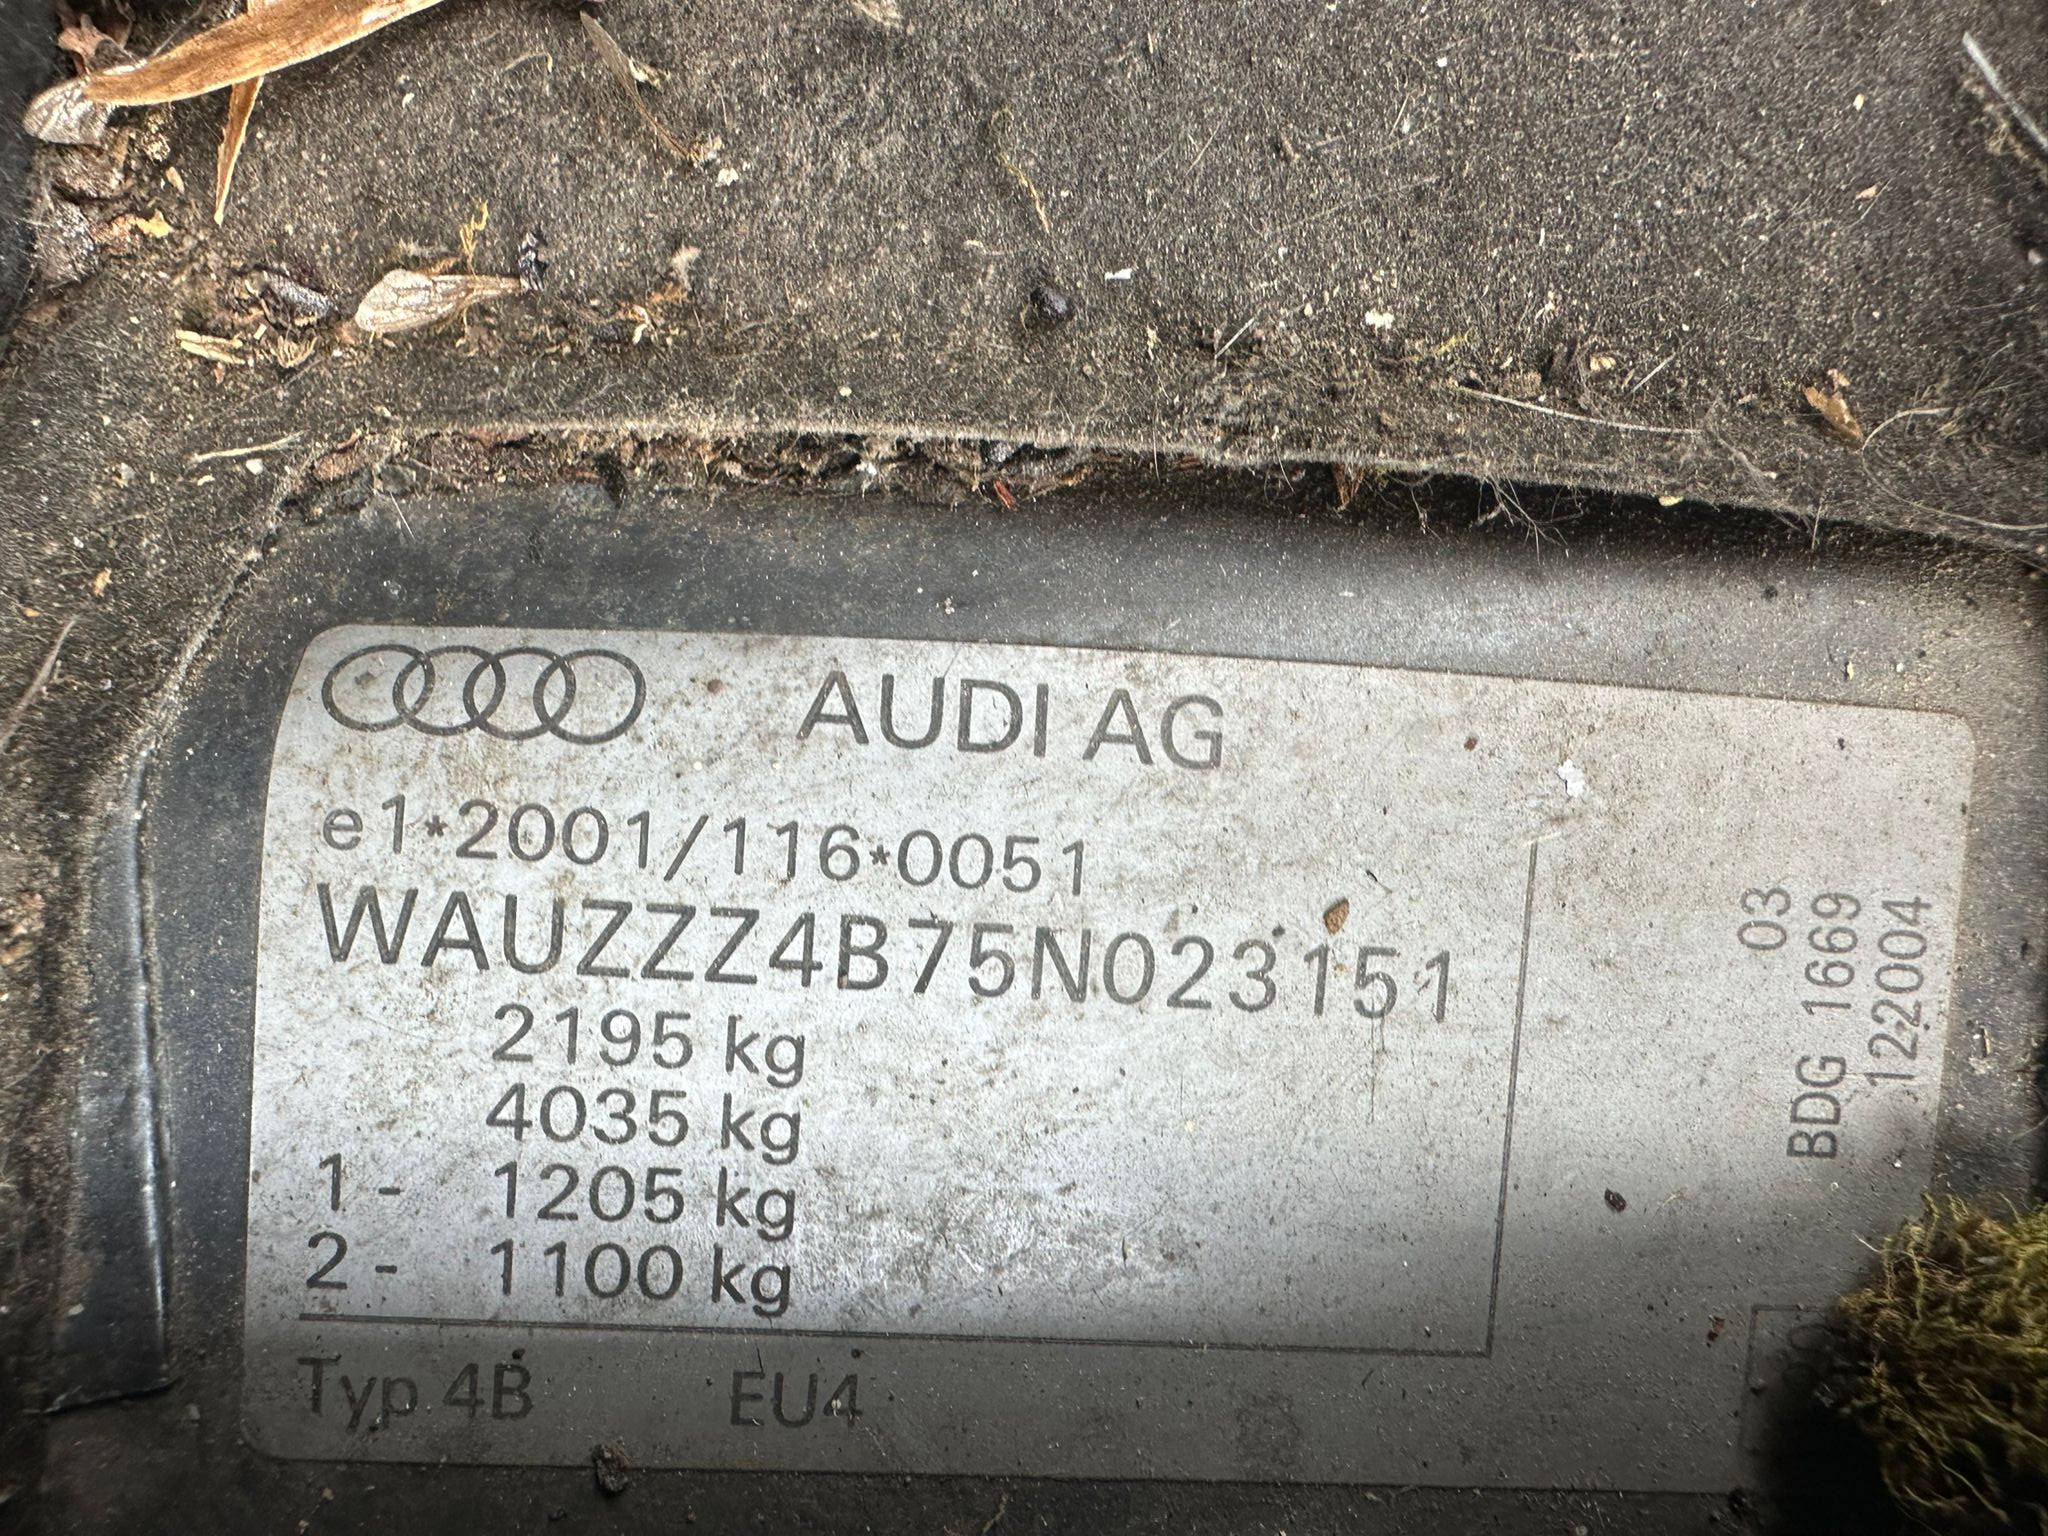 AUDI AG
e1*2001/116*0051
WAUZZZ4B75N023151
2195 kg
4035 kg
1- 1205 kg
2- 1100 kg
Typ 4B EU4
03
BDG 1669
122004